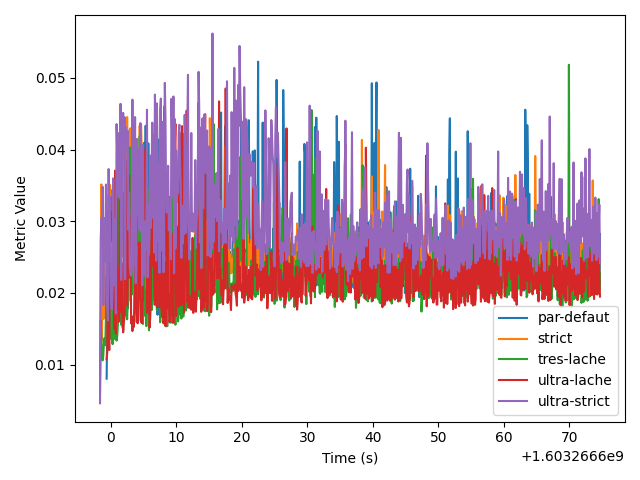 0.05
0.04
0.03
0.02
0.01
Metric Value
0 10 20 30 40 50 60 70
Time (s)
+1.6032666e9
par-defaut
strict
tres-lache
ultra-lache
ultra-strict